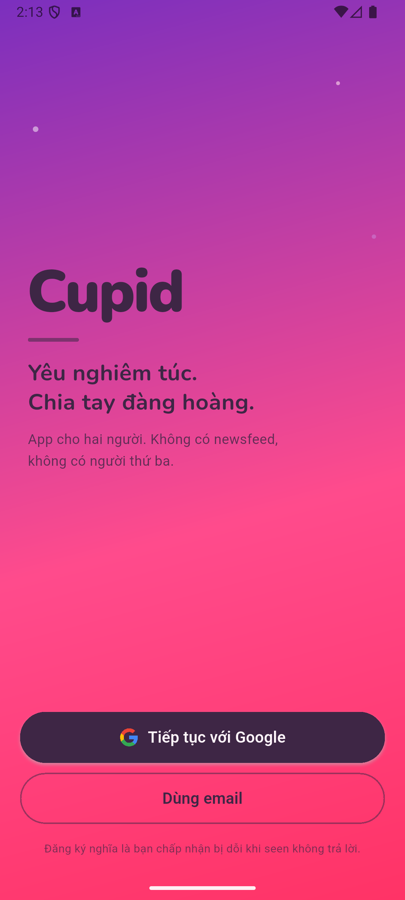 2:13
A
Cupid
Yêu nghiêm túc.
Chia tay đàng hoàng.
App cho hai người. Không có newsfeed,
không có người thứ ba.
Tiếp tục với Google
Dùng email
Đăng ký nghĩa là bạn chấp nhận bị dỗi khi seen không trả lời.